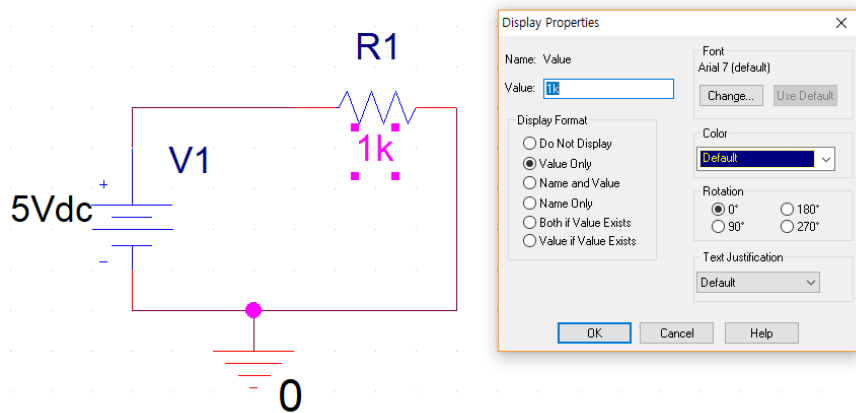 R1
1k
V1
+
5Vdc
−
0
Display Properties
Name: Value
Value: 1k
Display Format
Do Not Display
Value Only
Name and Value
Name Only
Both if Value Exists
Value if Value Exists
Font
Arial 7 (default)
Change...
Use Default
Color
Default
Rotation
0° 180°
90° 270°
Text Justification
Default
OK Cancel Help